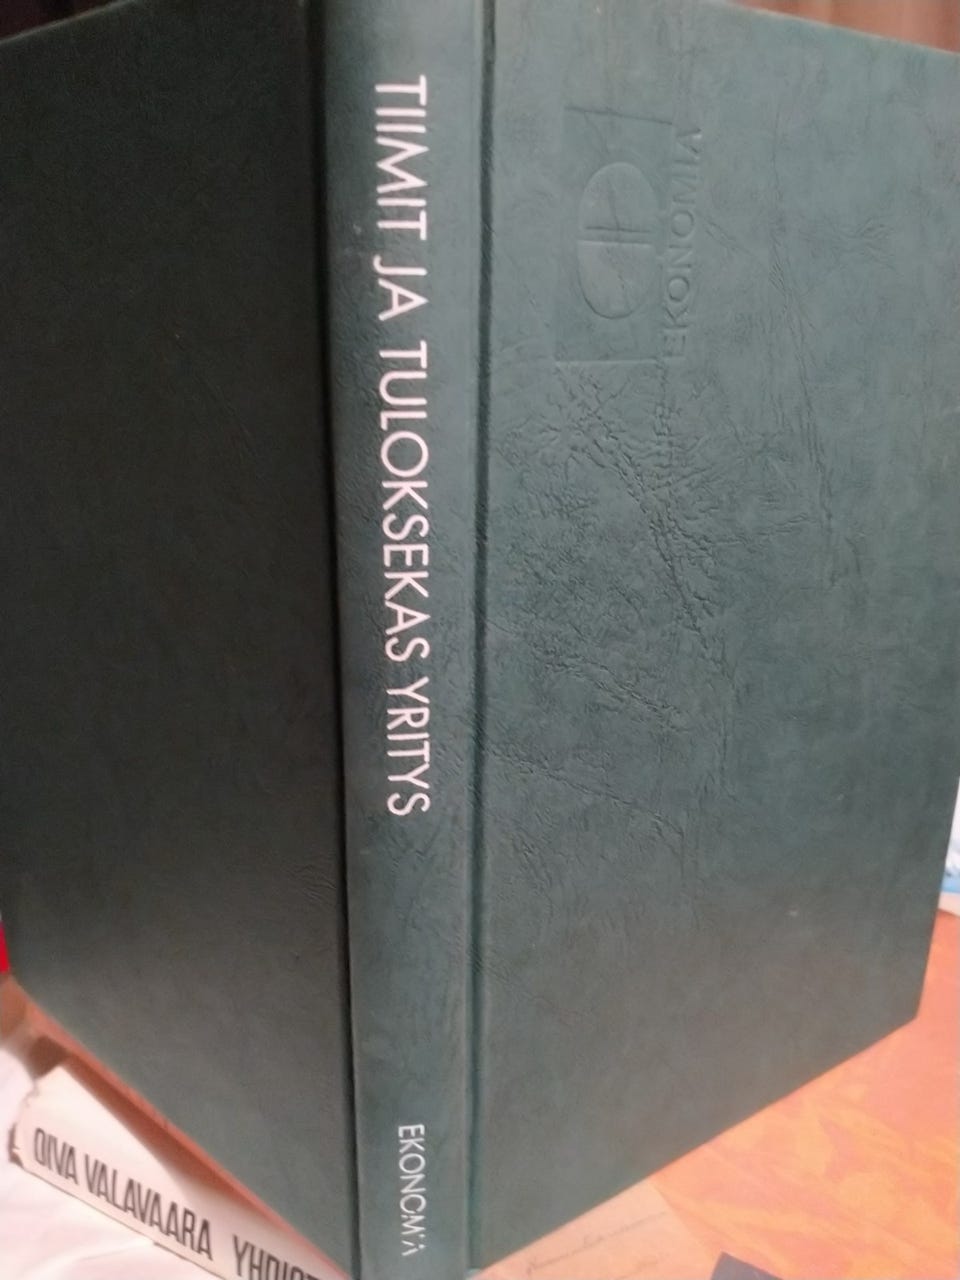 TIIMIT JA TULOKSEKAS YRITYS
EKONOMIA
EKONOMIA
OIVA VALAVAARA